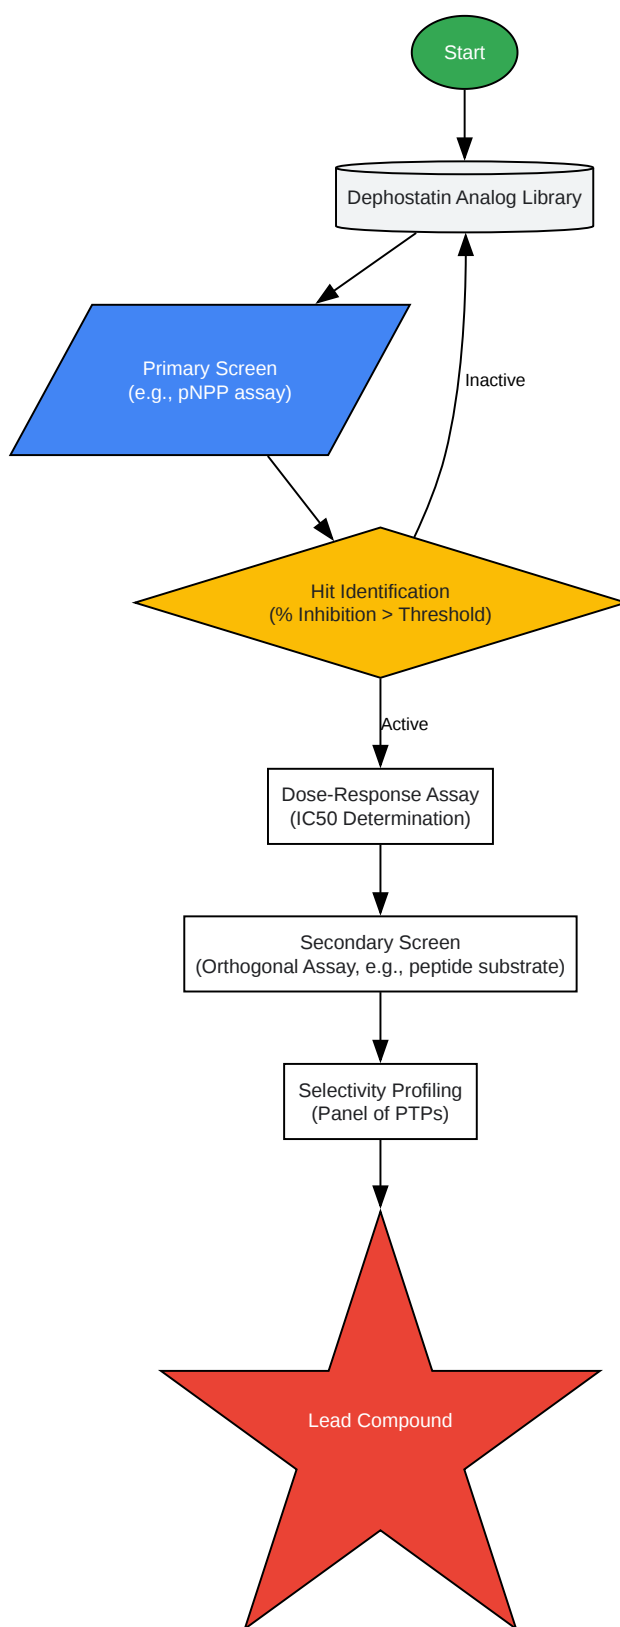 Start
Dephostatin Analog Library
Primary Screen
(e.g., pNPP assay)
Inactive
Hit Identification
(% Inhibition > Threshold)
Active
Dose-Response Assay
(IC50 Determination)
Secondary Screen
(Orthogonal Assay, e.g., peptide substrate)
Selectivity Profiling
(Panel of PTPs)
Lead Compound